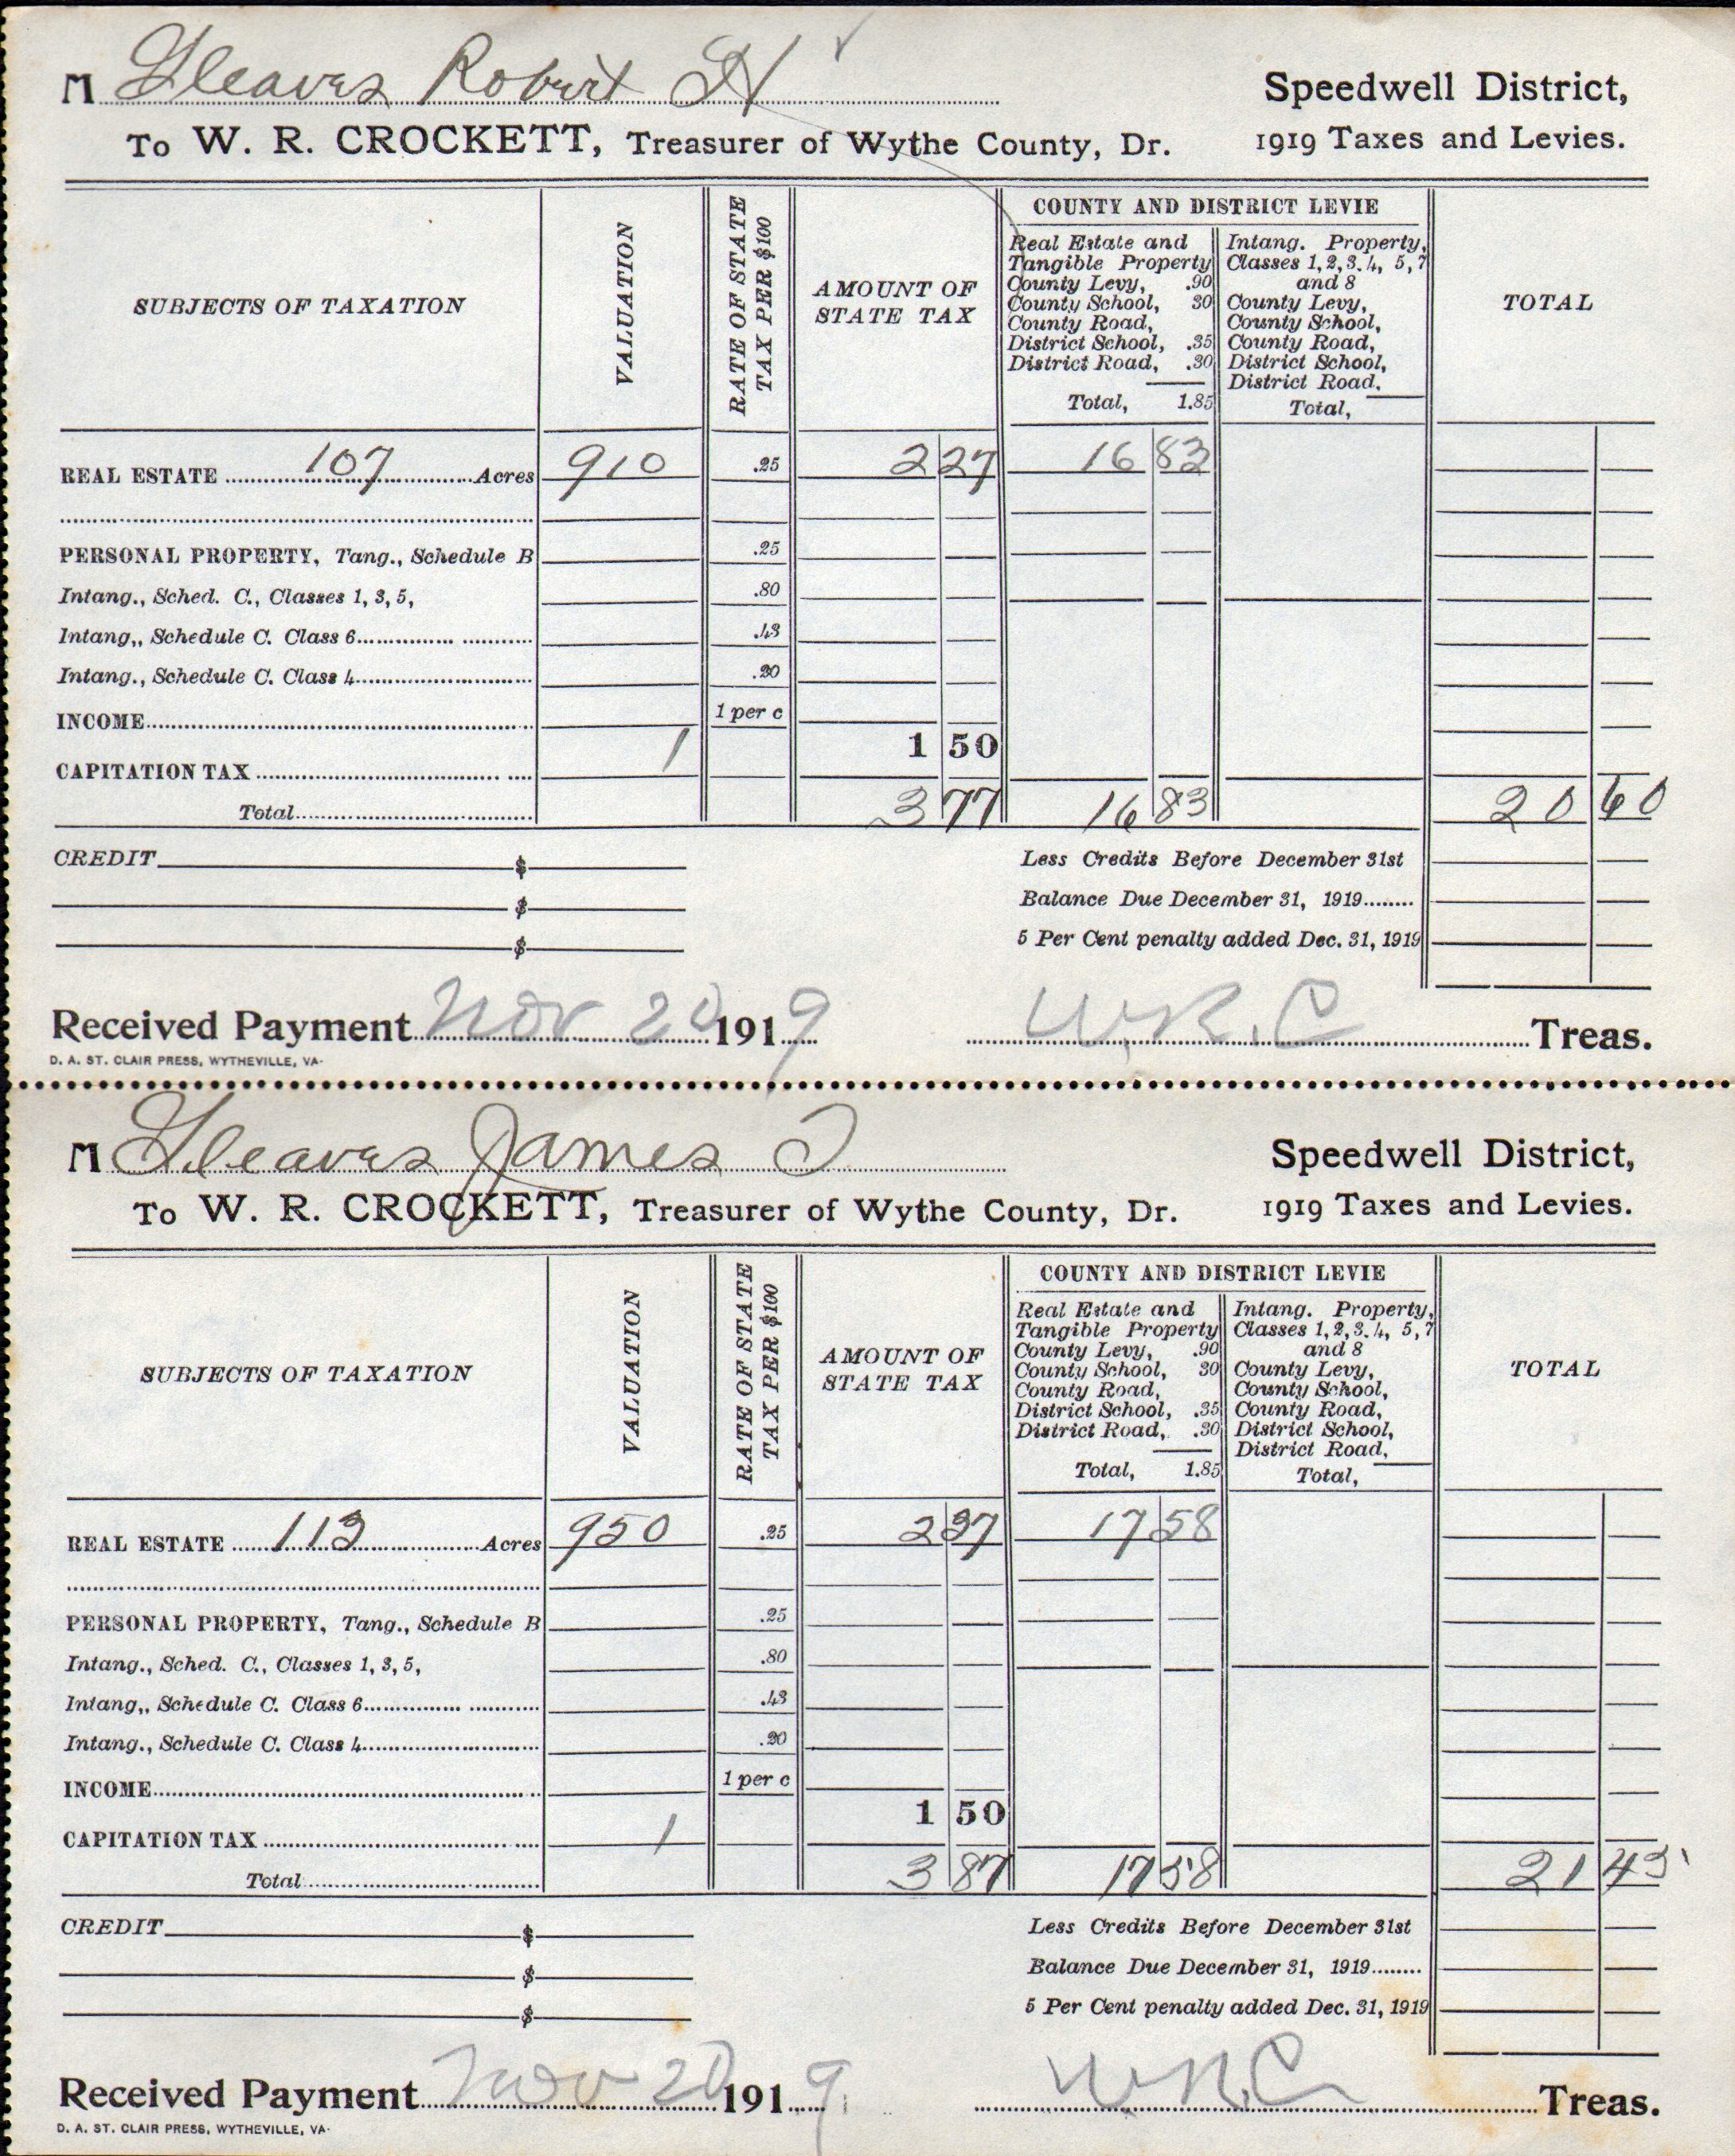 M Gleaves Robert H
Speedwell District,
To W. R. CROCKETT, Treasurer of Wythe County, Dr.
1919 Taxes and Levies.
SUBJECTS OF TAXATION
VALUATION
RATE OF STATE TAX PER $100
AMOUNT OF STATE TAX
COUNTY AND DISTRICT LEVIE
Real Estate and
Tangible Property
County Levy, .90
County School, 30
County Road,
District School, .35
District Road, .30
Total, 1.85
Intang. Property,
Classes 1, 2, 3. 4, 5, 7
and 8
County Levy,
County School,
County Road,
District School,
District Road.
Total,
TOTAL
REAL ESTATE 107 Acres 910 .25 2 27 16 83
PERSONAL PROPERTY, Tang., Schedule B .25
Intang., Sched. C., Classes 1, 3, 5, .80
Intang,, Schedule C. Class 6 .43
Intang., Schedule C. Class 4 .20
INCOME 1 per c
CAPITATION TAX 1 1 50
Total 3 77 16 83 20 60
CREDIT $
$
$
Less Credits Before December 31st
Balance Due December 31, 1919
5 Per Cent penalty added Dec. 31, 1919
Received Payment Nov 20 1919 W.R.C Treas.
D. A. ST. CLAIR PRESS, WYTHEVILLE, VA.
M Gleaves James T
Speedwell District,
To W. R. CROCKETT, Treasurer of Wythe County, Dr.
1919 Taxes and Levies.
SUBJECTS OF TAXATION
VALUATION
RATE OF STATE TAX PER $100
AMOUNT OF STATE TAX
COUNTY AND DISTRICT LEVIE
Real Estate and
Tangible Property
County Levy, .90
County School, 30
County Road,
District School, .35
District Road, .30
Total, 1.85
Intang. Property,
Classes 1, 2, 3. 4, 5, 7
and 8
County Levy,
County School,
County Road,
District School,
District Road,
Total,
TOTAL
REAL ESTATE 113 Acres 950 .25 2 37 17 58
PERSONAL PROPERTY, Tang., Schedule B .25
Intang., Sched. C., Classes 1, 3, 5, .80
Intang,, Schedule C. Class 6 .43
Intang., Schedule C. Class 4 .20
INCOME 1 per c
CAPITATION TAX 1 1 50
Total 3 87 17 58 21 45
CREDIT $
$
$
Less Credits Before December 31st
Balance Due December 31, 1919
5 Per Cent penalty added Dec. 31, 1919
Received Payment Nov 20 1919. W.R.C Treas.
D. A. ST. CLAIR PRESS, WYTHEVILLE, VA.